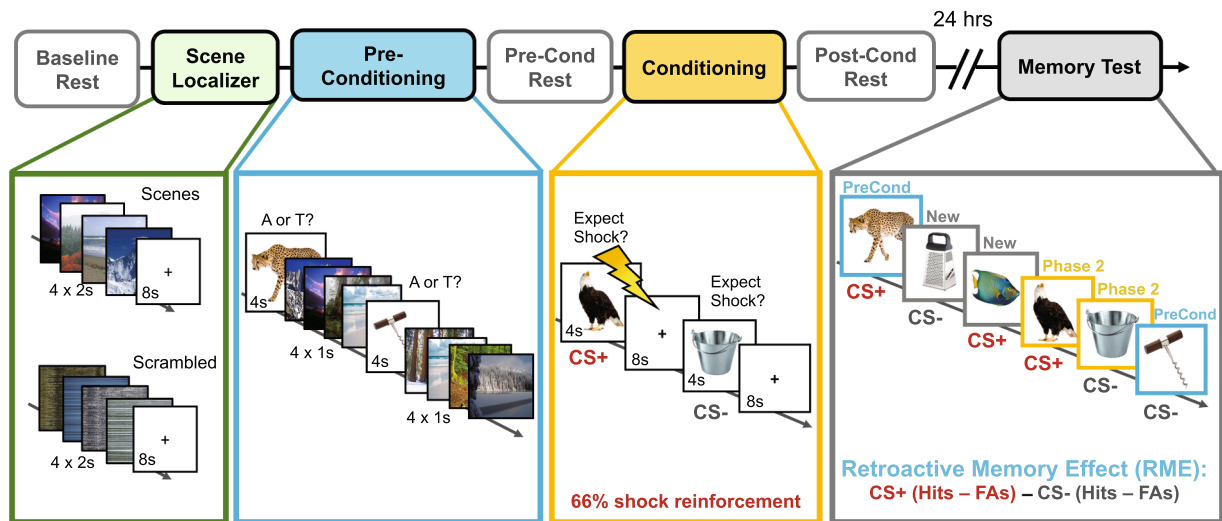 24 hrs
Baseline
Rest
Scene
Localizer
Pre-
Conditioning
Pre-Cond
Rest
Conditioning
Post-Cond
Rest
Memory Test
Scenes
+
8s
4 x 2s
Scrambled
+
8s
4 x 2s
A or T?
4s
4 x 1s
A or T?
4s
4 x 1s
Expect
Shock?
4s
CS+
+
8s
Expect
Shock?
4s
CS-
+
8s
66% shock reinforcement
PreCond
CS+
New
CS-
New
CS+
Phase 2
CS+
Phase 2
CS-
PreCond
CS-
Retroactive Memory Effect (RME):
CS+ (Hits – FAs) – CS- (Hits – FAs)